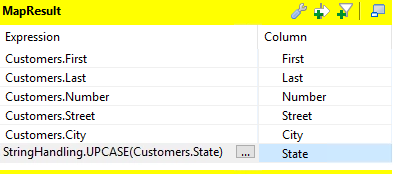 MapResult
Expression Column
Customers.First First
Customers.Last Last
Customers.Number Number
Customers.Street Street
Customers.City City
StringHandling.UPCASE(Customers.State) ... State